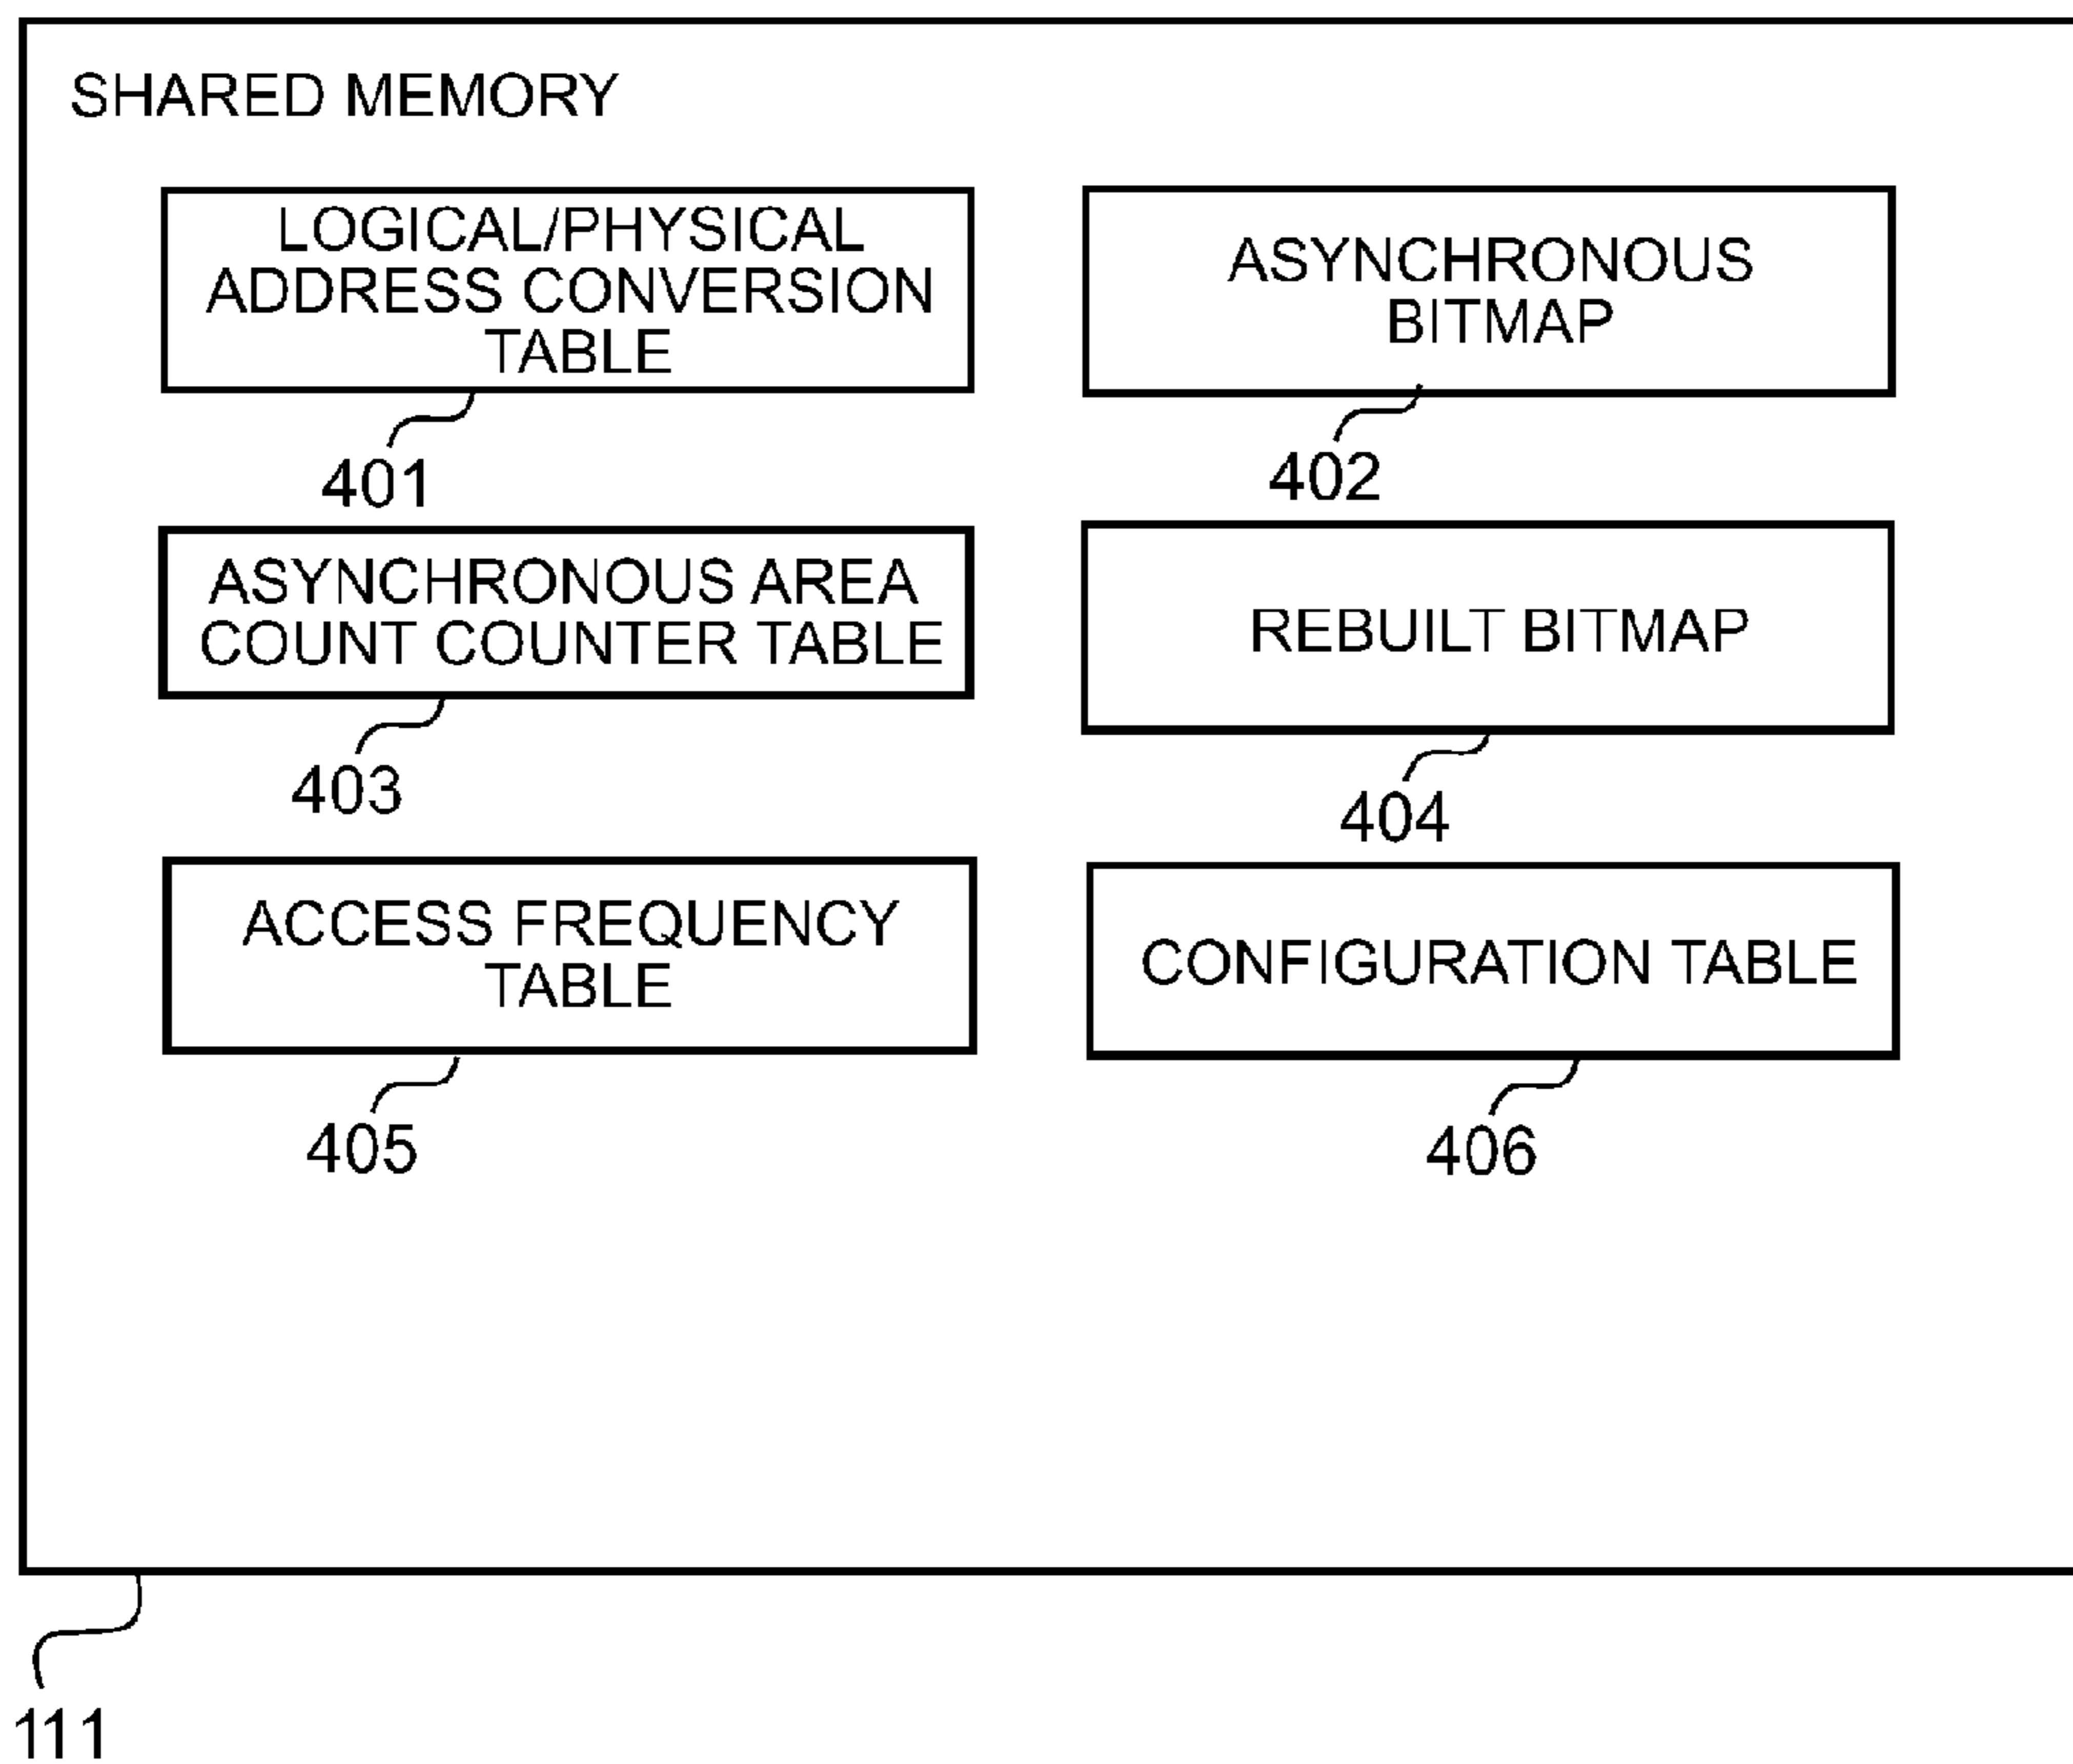 SHARED MEMORY
LOGICAL/PHYSICAL
ADDRESS CONVERSION
TABLE
401
ASYNCHRONOUS
BITMAP
402
ASYNCHRONOUS AREA
COUNT COUNTER TABLE
403
REBUILT BITMAP
404
ACCESS FREQUENCY
TABLE
405
CONFIGURATION TABLE
406
111